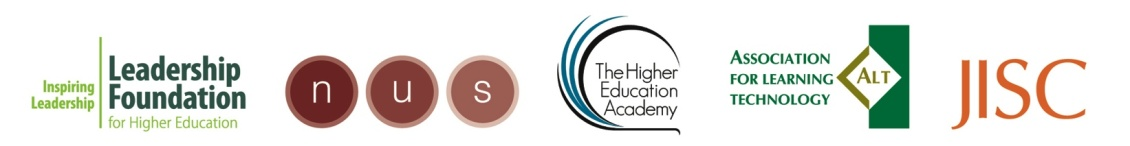 Inspiring
Leadership
Leadership
Foundation
for Higher Education
n u s
The Higher
Education
Academy
ASSOCIATION
FOR LEARNING
TECHNOLOGY
ALT
JISC